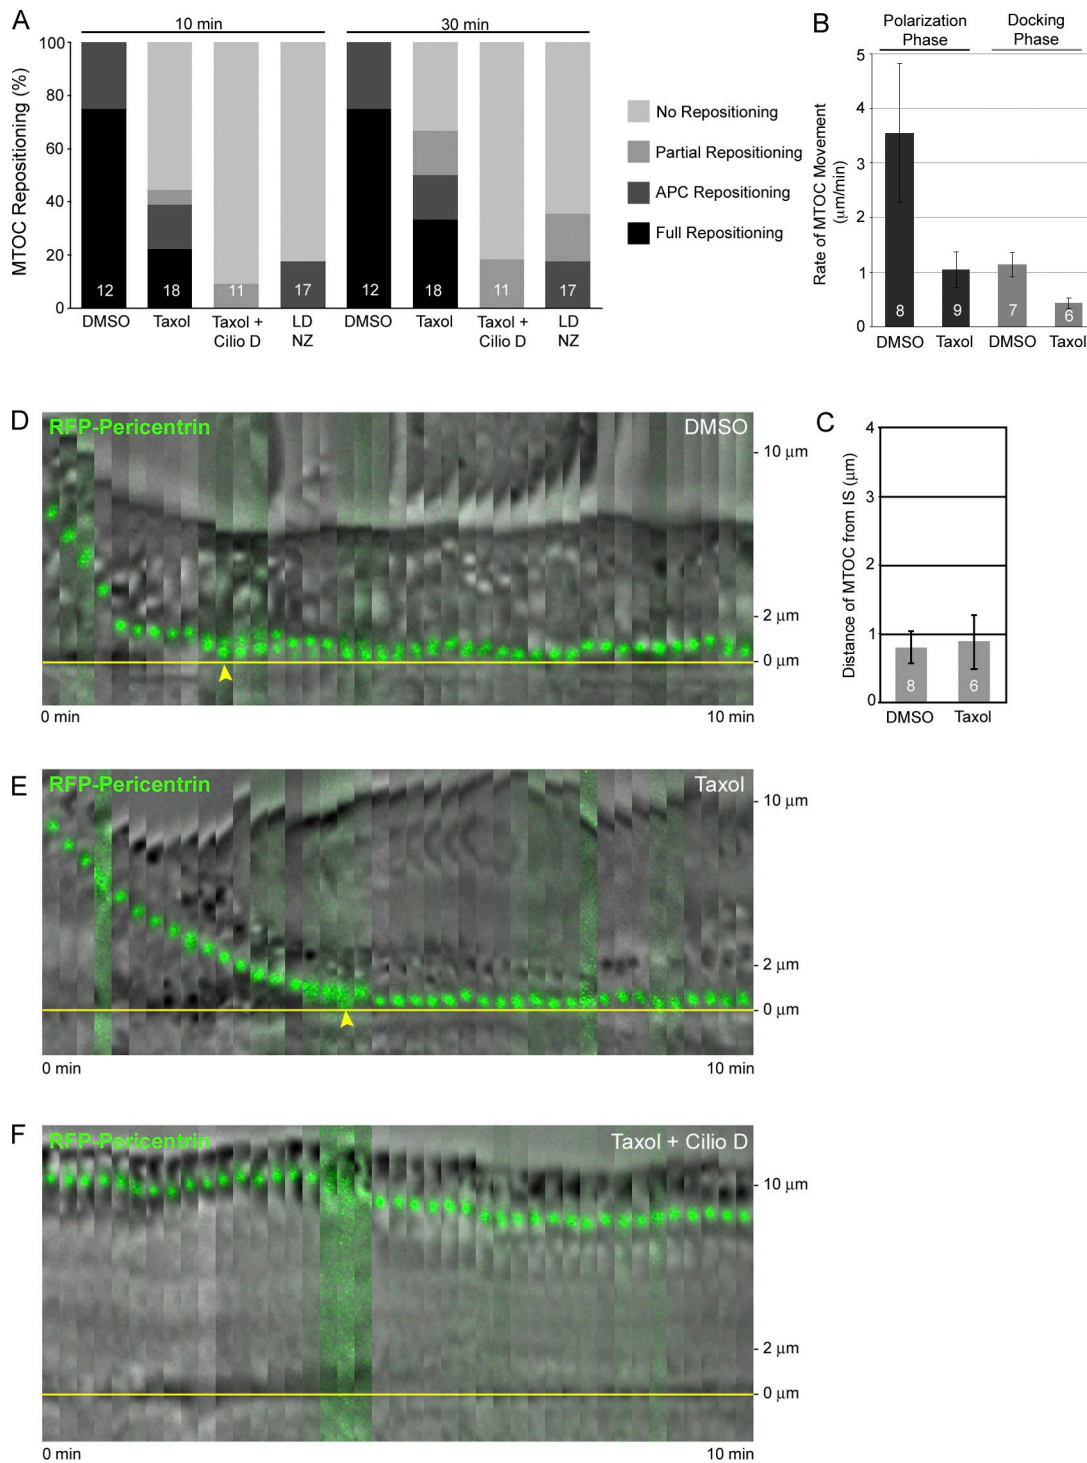 A
10 min
30 min
MTOC Repositioning (%)
100
80
60
40
20
0
12
18
11
17
12
18
11
17
DMSO
Taxol
Taxol +
Cilio D
LD
NZ
DMSO
Taxol
Taxol +
Cilio D
LD
NZ
No Repositioning
Partial Repositioning
APC Repositioning
Full Repositioning
B
Polarization
Phase
Docking
Phase
Rate of MTOC Movement
(μm/min)
5
4
3
2
1
0
8
9
7
6
DMSO
Taxol
DMSO
Taxol
D
RFP-Pericentrin
DMSO
10 μm
2 μm
0 μm
0 min
10 min
C
Distance of MTOC from IS (μm)
4
3
2
1
0
8
6
DMSO
Taxol
E
RFP-Pericentrin
Taxol
10 μm
2 μm
0 μm
0 min
10 min
F
RFP-Pericentrin
Taxol + Cilio D
10 μm
2 μm
0 μm
0 min
10 min